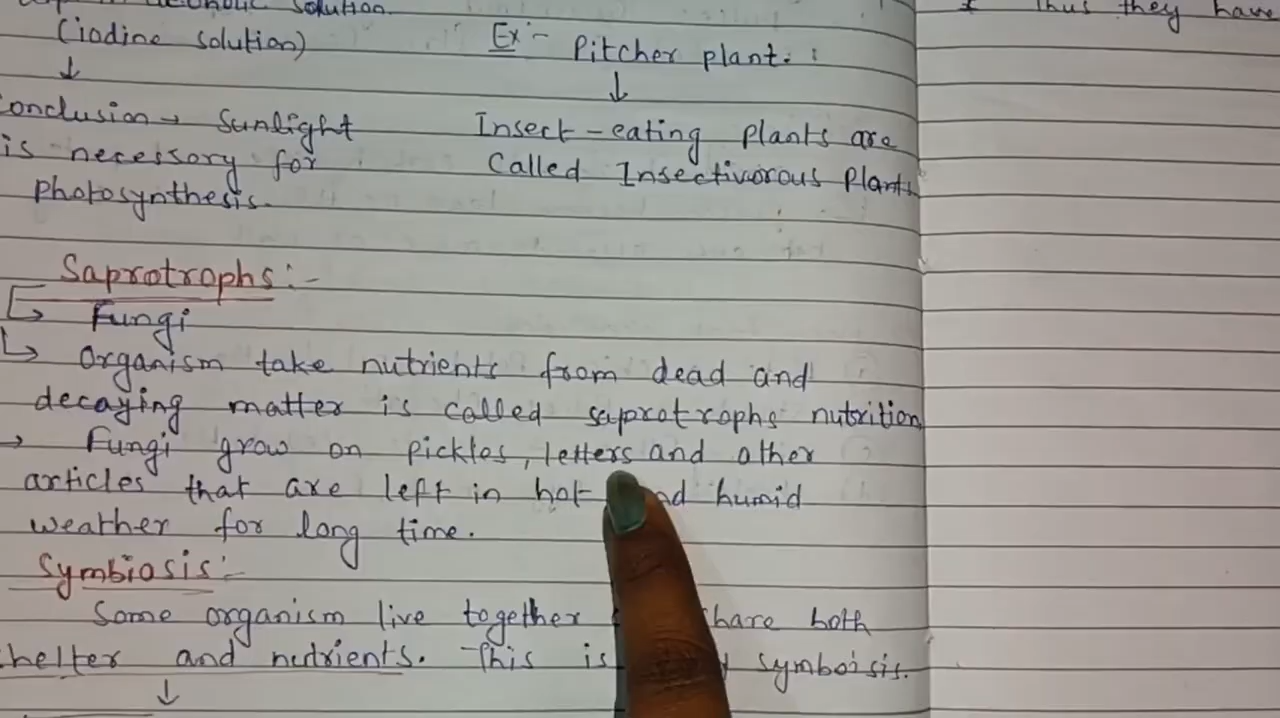 solution.
(iodine solution)
↓
Conclusion → Sunlight
is necessary for
photosynthesis.
Ex:- Pitcher plant.
↓
Insect-eating plants are
Called Insectivorous Plants.
Saprotrophs:-
↳ Fungi
↳ Organism take nutrients from dead and
decaying matter is called saprotrophs nutrition
→ Fungi grow on pickles, letters and other
articles that are left in hot and humid
weather for long time.
Symbiosis:-
Some organism live together share both
shelter and nutrients. This is symboisis.
↓
* Thus they have